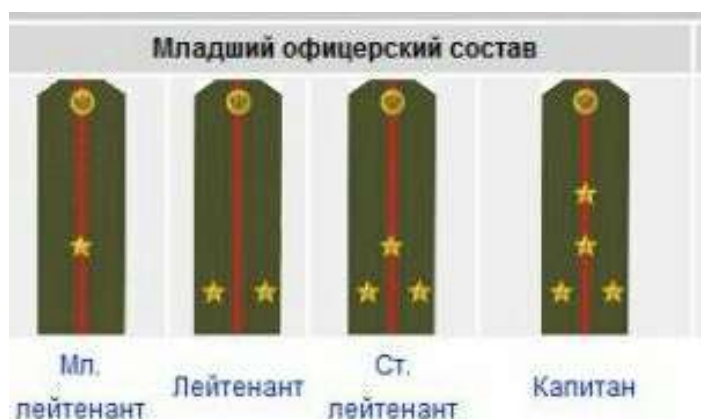 Младший офицерский состав
Мл.
лейтенант
Лейтенант
Ст.
лейтенант
Капитан